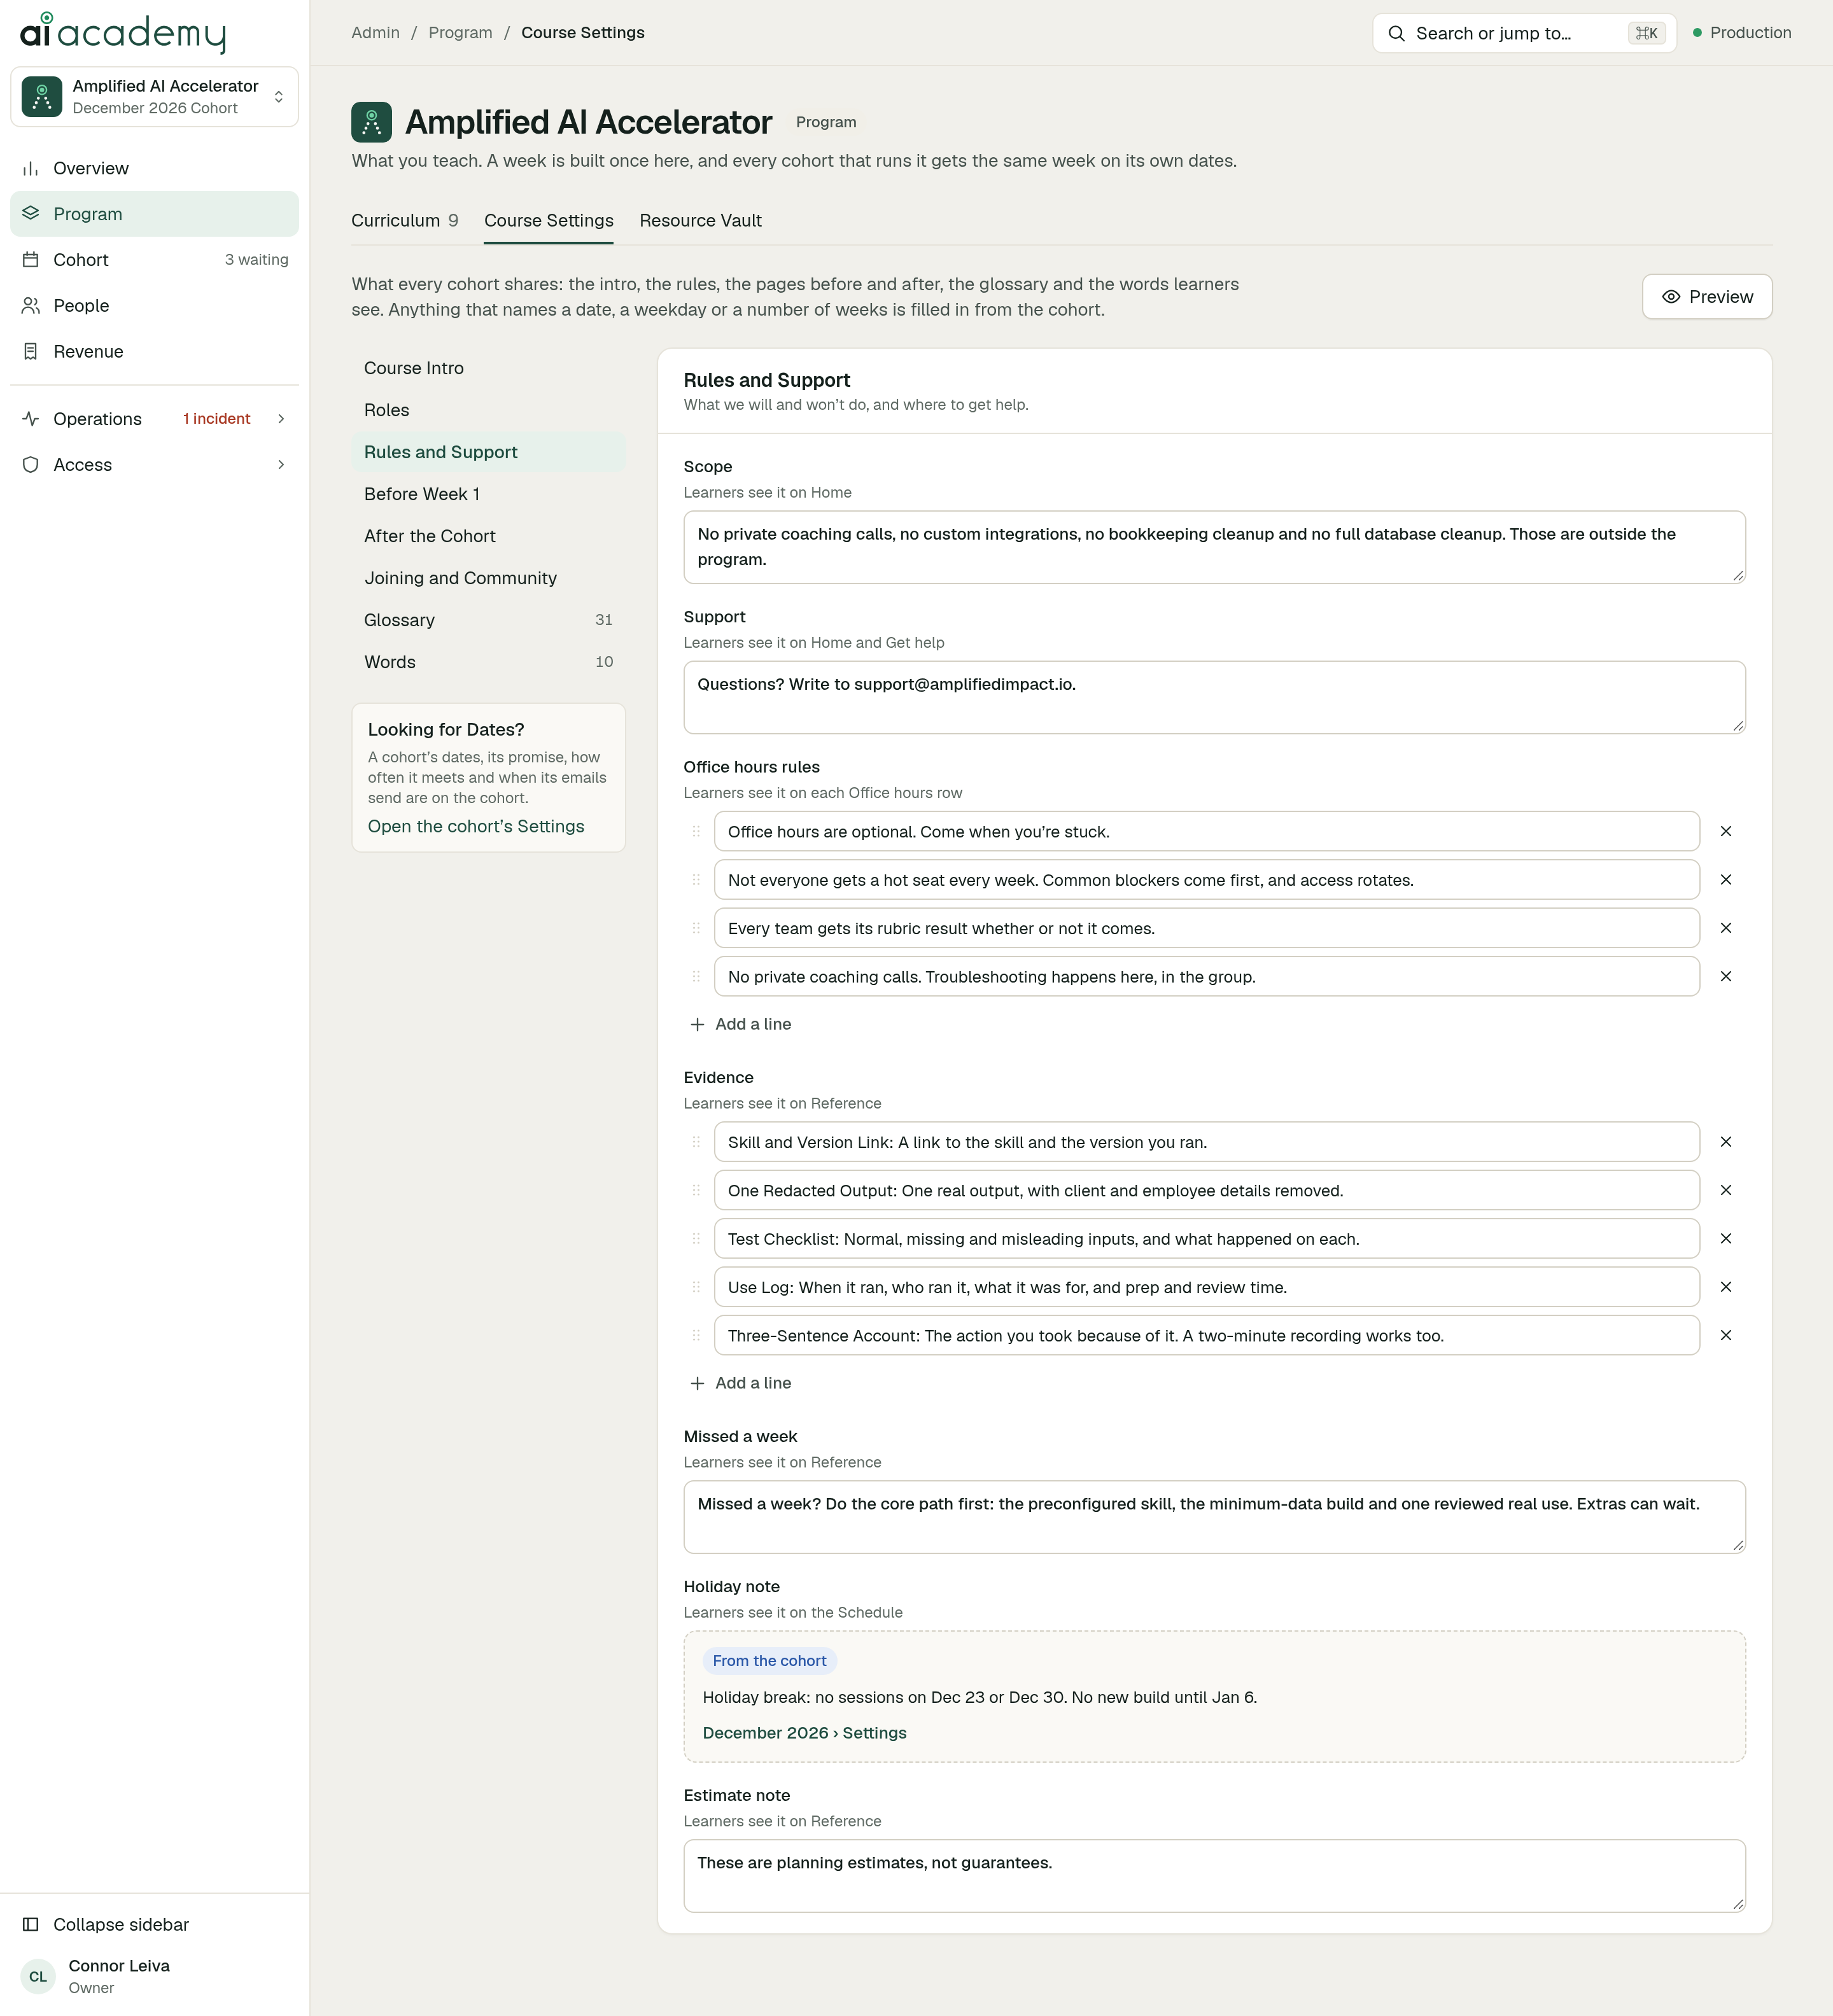 ai academy
Amplified AI Accelerator
December 2026 Cohort
Overview
Program
Cohort 3 waiting
People
Revenue
Operations 1 incident
Access
Collapse sidebar
CL
Connor Leiva
Owner
Admin / Program / Course Settings
Search or jump to... ⌘K
Production
Amplified AI Accelerator Program
What you teach. A week is built once here, and every cohort that runs it gets the same week on its own dates.
Curriculum 9 Course Settings Resource Vault
What every cohort shares: the intro, the rules, the pages before and after, the glossary and the words learners
see. Anything that names a date, a weekday or a number of weeks is filled in from the cohort.
Preview
Course Intro
Roles
Rules and Support
Before Week 1
After the Cohort
Joining and Community
Glossary 31
Words 10
Looking for Dates?
A cohort’s dates, its promise, how
often it meets and when its emails
send are on the cohort.
Open the cohort’s Settings
Rules and Support
What we will and won’t do, and where to get help.
Scope
Learners see it on Home
No private coaching calls, no custom integrations, no bookkeeping cleanup and no full database cleanup. Those are outside the
program.
Support
Learners see it on Home and Get help
Questions? Write to support@amplifiedimpact.io.
Office hours rules
Learners see it on each Office hours row
Office hours are optional. Come when you’re stuck.
Not everyone gets a hot seat every week. Common blockers come first, and access rotates.
Every team gets its rubric result whether or not it comes.
No private coaching calls. Troubleshooting happens here, in the group.
Add a line
Evidence
Learners see it on Reference
Skill and Version Link: A link to the skill and the version you ran.
One Redacted Output: One real output, with client and employee details removed.
Test Checklist: Normal, missing and misleading inputs, and what happened on each.
Use Log: When it ran, who ran it, what it was for, and prep and review time.
Three-Sentence Account: The action you took because of it. A two-minute recording works too.
Add a line
Missed a week
Learners see it on Reference
Missed a week? Do the core path first: the preconfigured skill, the minimum-data build and one reviewed real use. Extras can wait.
Holiday note
Learners see it on the Schedule
From the cohort
Holiday break: no sessions on Dec 23 or Dec 30. No new build until Jan 6.
December 2026 › Settings
Estimate note
Learners see it on Reference
These are planning estimates, not guarantees.